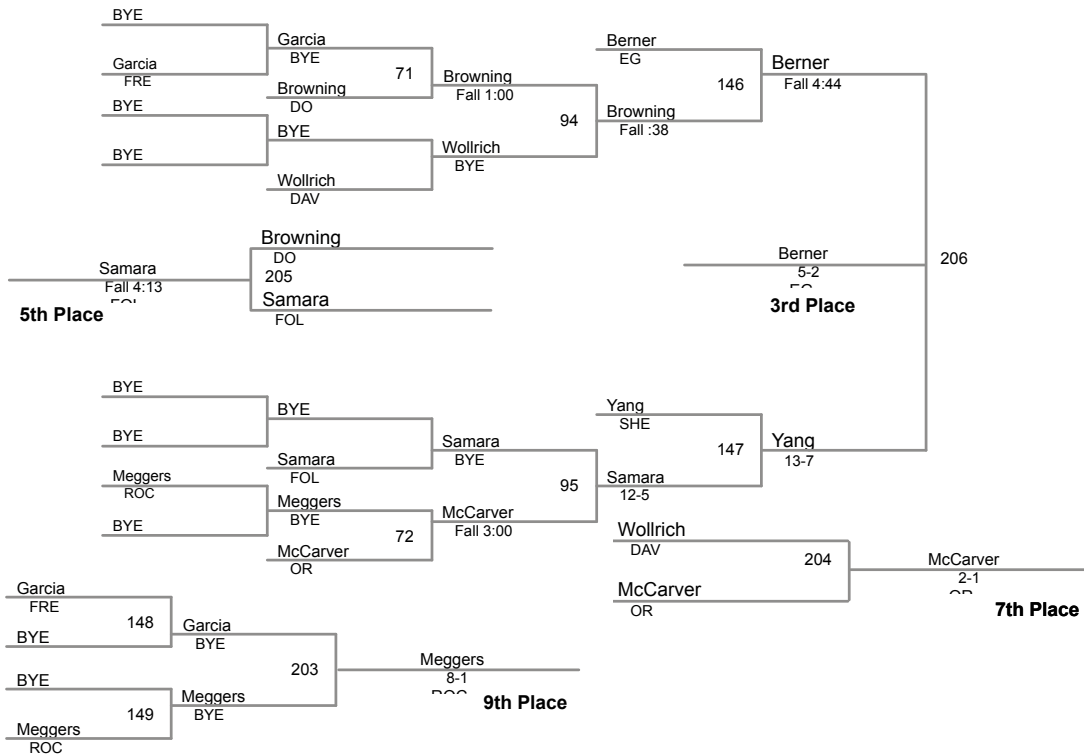 BYE
Garcia
FRE
Garcia
BYE
71
BYE
BYE
Browning
DO
BYE
Wollrich
DAV
Browning
Fall 1:00
Wollrich
BYE
94
Berner
EG
Browning
Fall :38
146
Berner
Fall 4:44
206
Browning
DO
205
Samara
FOL
Samara
Fall 4:13
5th Place
Berner
5-2
3rd Place
BYE
BYE
Meggers
ROC
BYE
BYE
Samara
FOL
Meggers
BYE
72
McCarver
OR
Samara
BYE
McCarver
Fall 3:00
95
Yang
SHE
Samara
12-5
147
Yang
13-7
Wollrich
DAV
204
McCarver
OR
McCarver
2-1
7th Place
Garcia
FRE
148
BYE
BYE
149
Meggers
ROC
Garcia
BYE
203
Meggers
BYE
Meggers
8-1
9th Place